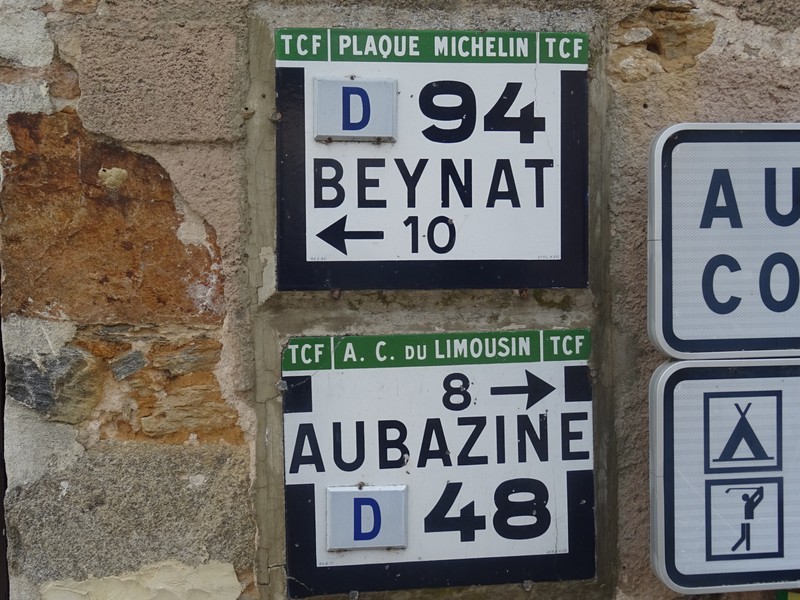 TCF PLAQUE MICHELIN TCF
D 94
BEYNAT
10
TCF A. C. DU LIMOUSIN TCF
8
AUBAZINE
D 48
AU
CO